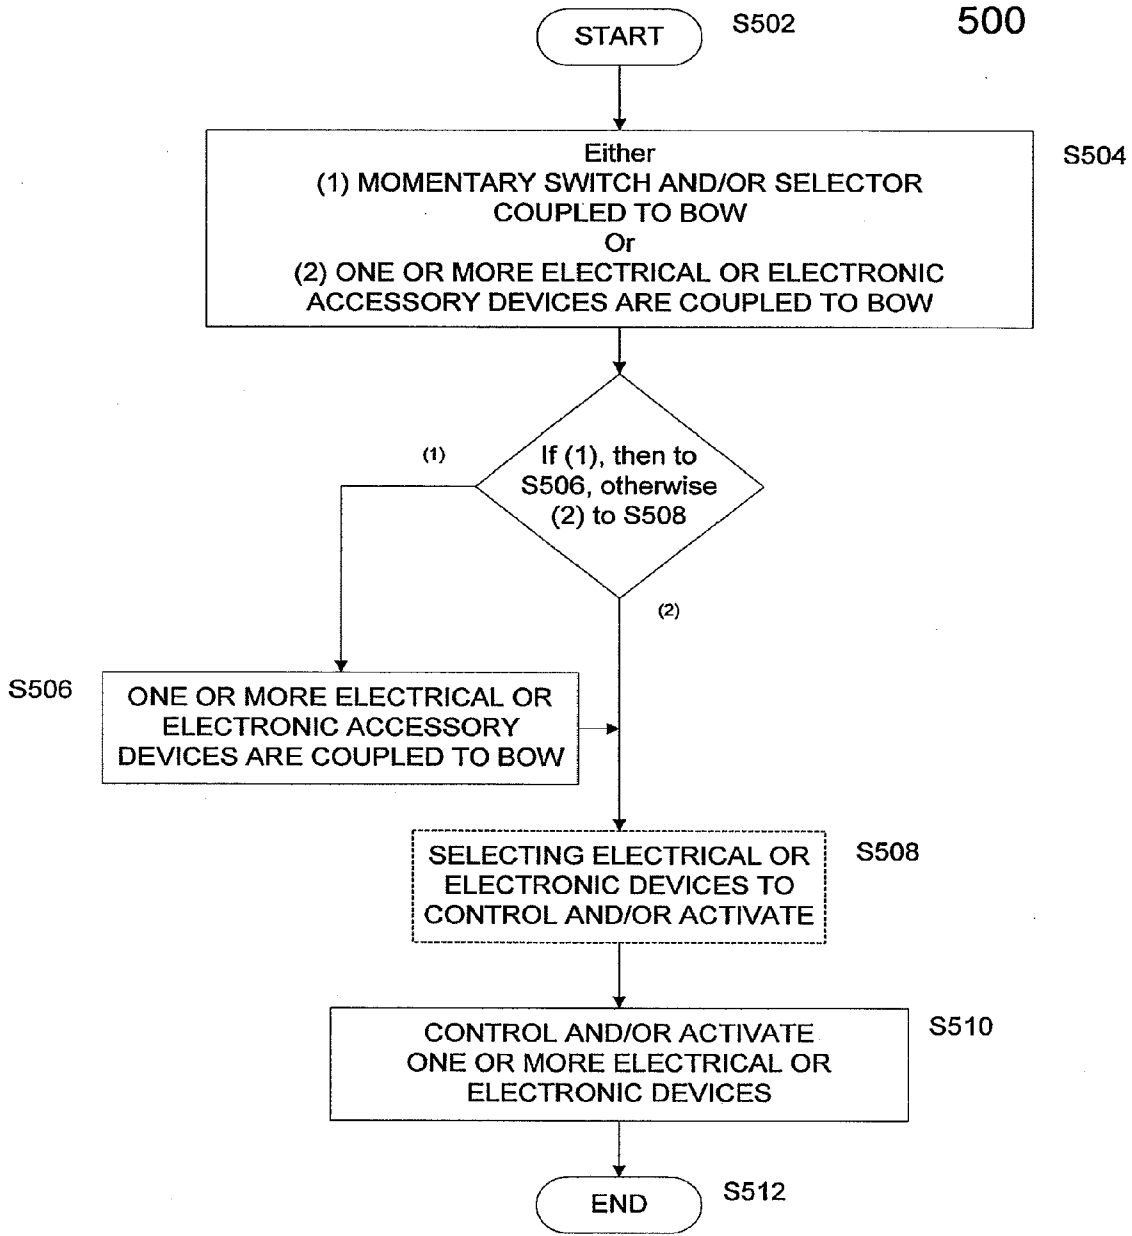 START
S502
500
Either
(1) MOMENTARY SWITCH AND/OR SELECTOR
COUPLED TO BOW
Or
(2) ONE OR MORE ELECTRICAL OR ELECTRONIC
ACCESSORY DEVICES ARE COUPLED TO BOW
S504
(1)
If (1), then to
S506, otherwise
(2) to S508
(2)
S506
ONE OR MORE ELECTRICAL OR
ELECTRONIC ACCESSORY
DEVICES ARE COUPLED TO BOW
SELECTING ELECTRICAL OR
ELECTRONIC DEVICES TO
CONTROL AND/OR ACTIVATE
S508
CONTROL AND/OR ACTIVATE
ONE OR MORE ELECTRICAL OR
ELECTRONIC DEVICES
S510
END
S512